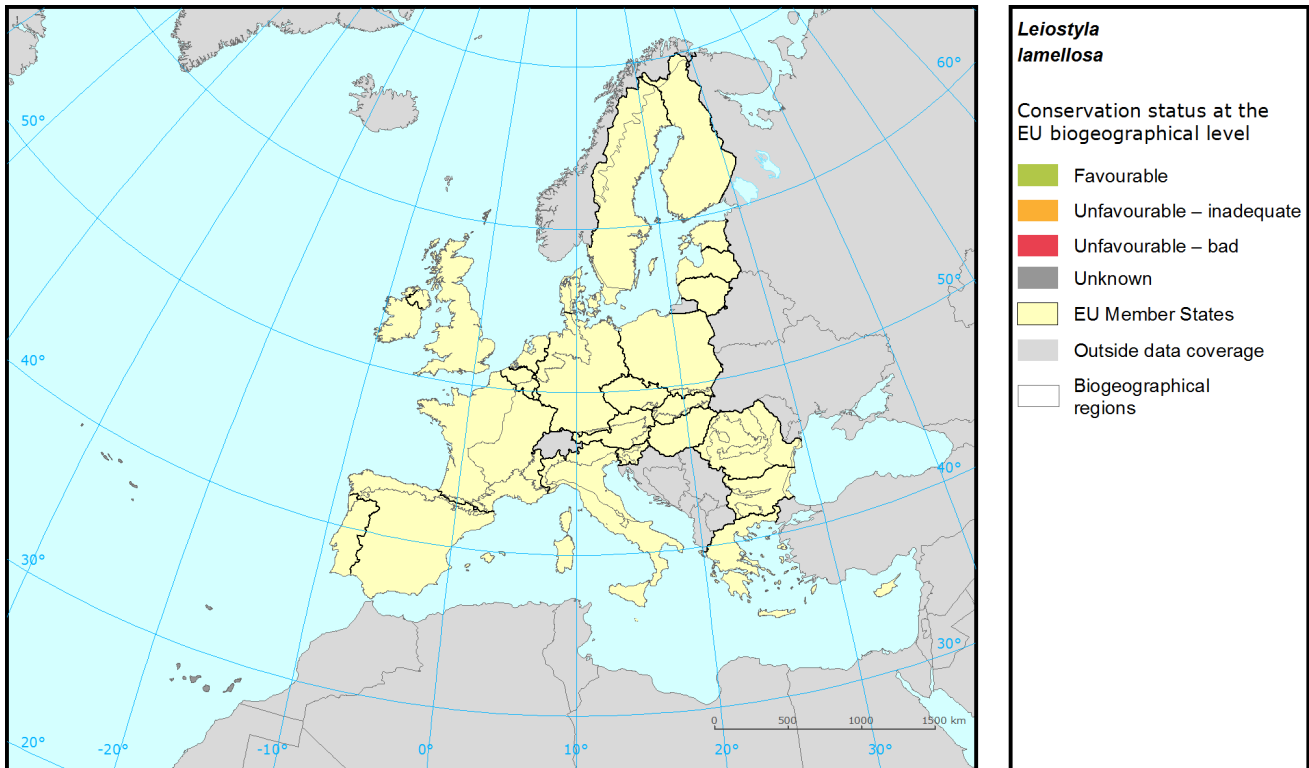 60°
50°
50°
40°
40°
30°
30°
20°
-20°
-10°
0°
10°
20°
30°
0 500 1000 1500 km
Leiostyla
lamellosa
Conservation status at the
EU biogeographical level
Favourable
Unfavourable – inadequate
Unfavourable – bad
Unknown
EU Member States
Outside data coverage
Biogeographical
regions